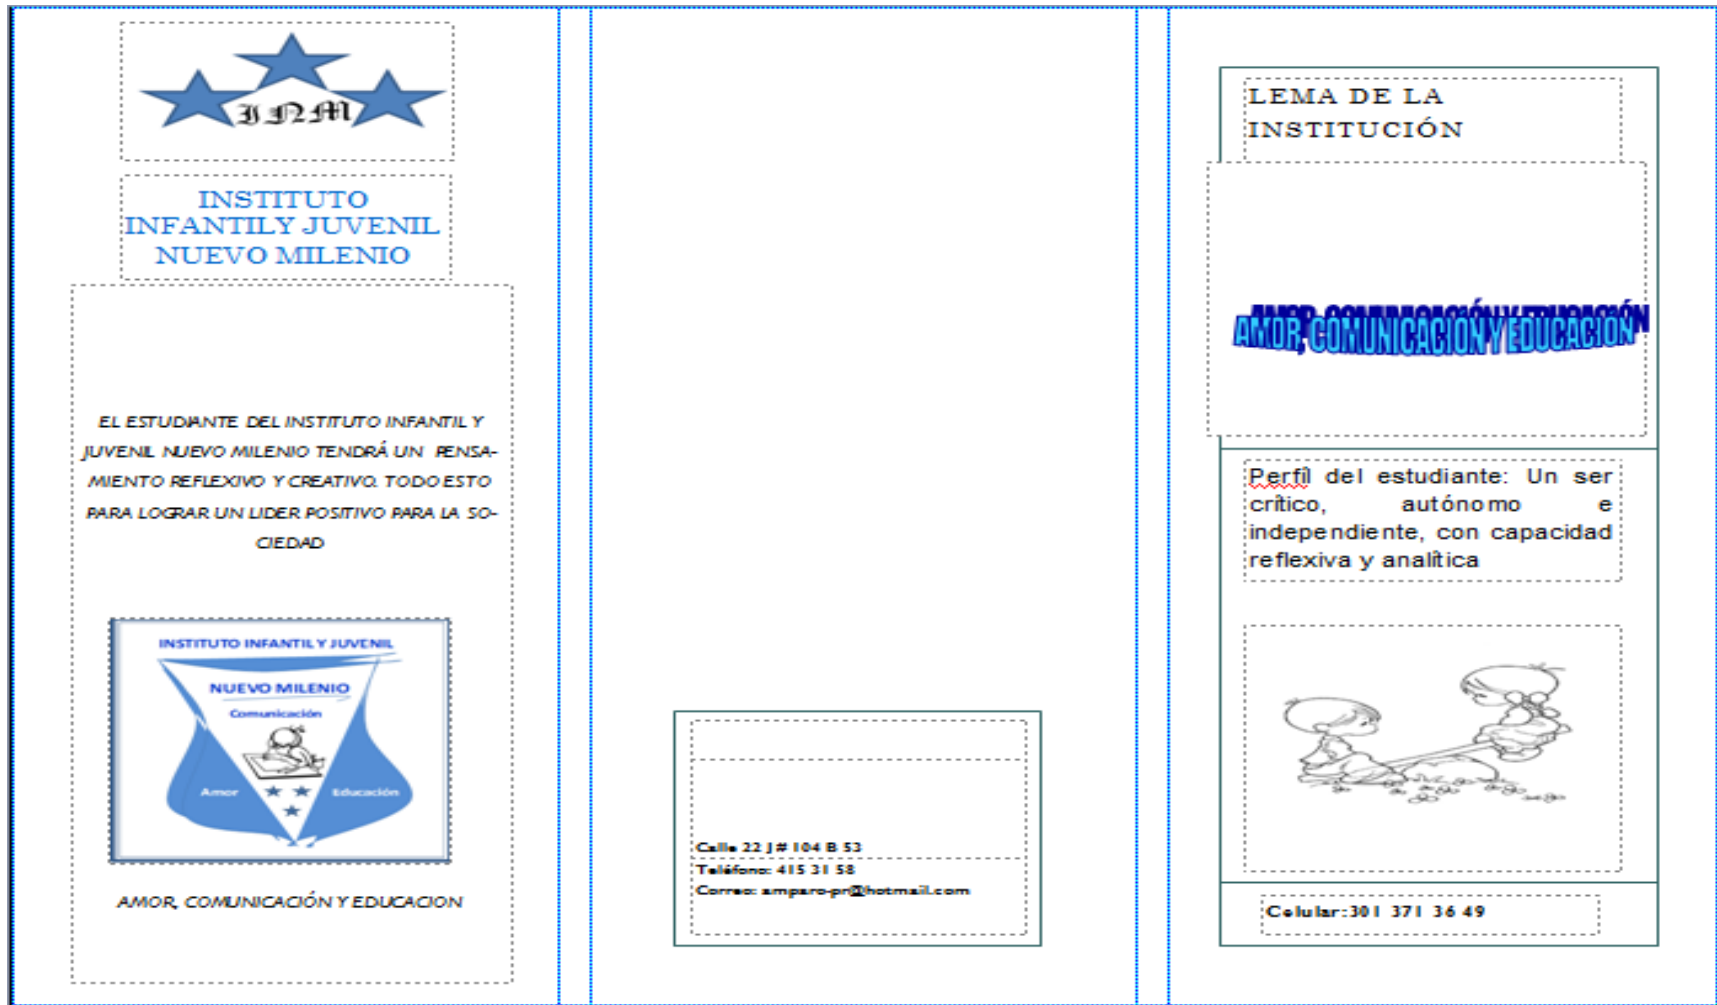 INM
INSTITUTO
INFANTILY JUVENIL
NUEVO MILENIO
EL ESTUDIANTE DEL INSTITUTO INFANTIL Y
JUVENIL NUEVO MILENIO TENDRÁ UN PENSA-
MIENTO REFLEXIVO Y CREATIVO. TODO ESTO
PARA LOGRAR UN LIDER POSITIVO PARA LA SO-
CIEDAD
INSTITUTO INFANTIL Y JUVENIL
NUEVO MILENIO
Comunicación
Amor
Educación
AMOR, COMUNICACIÓN Y EDUCACION
Calle 22 J # 104 B 53
Teléfono: 415 31 58
Correo: amparo-pr@hotmail.com
LEMA DE LA
INSTITUCIÓN
AMOR, COMUNICACIÓN Y EDUCACIÓN
Perfil del estudiante: Un ser
crítico, autónomo e
independiente, con capacidad
reflexiva y analítica
Celular:301 371 36 49